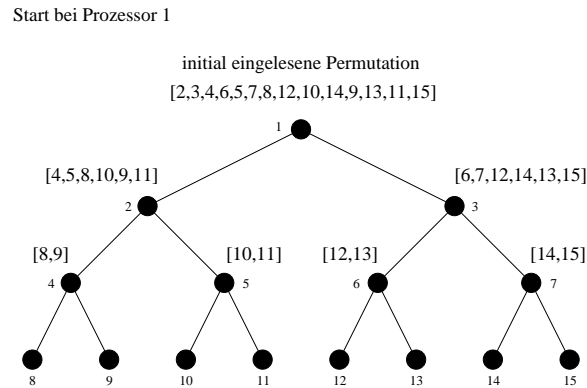 Start bei Prozessor 1
initial eingelesene Permutation
[2,3,4,6,5,7,8,12,10,14,9,13,11,15]
1
[4,5,8,10,9,11] [6,7,12,14,13,15]
2 3
[8,9] [10,11] [12,13] [14,15]
4 5 6 7
8 9 10 11 12 13 14 15